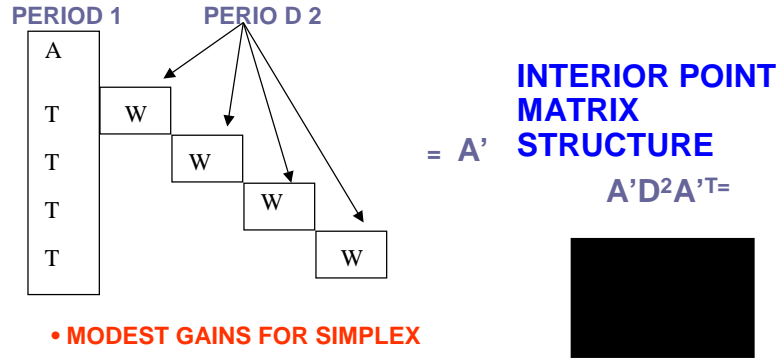 PERIOD 1
PERIO D 2
A
T
W
T
W
T
W
T
W
= A'
INTERIOR POINT
MATRIX
STRUCTURE
A'D²A'ᵀ⁼
• MODEST GAINS FOR SIMPLEX